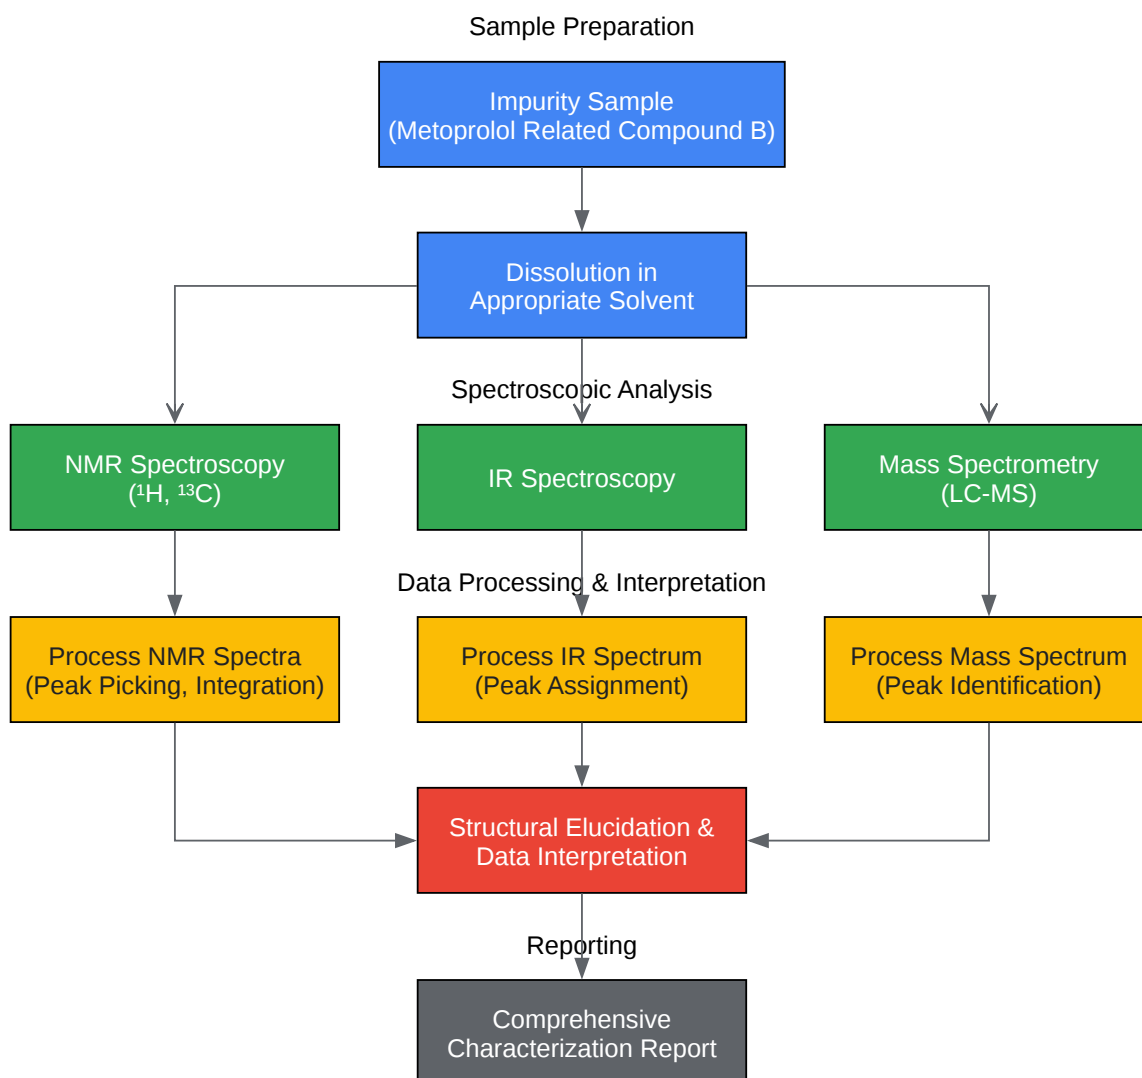 Sample Preparation
Impurity Sample
(Metoprolol Related Compound B)
Dissolution in
Appropriate Solvent
Spectroscopic Analysis
NMR Spectroscopy
(¹H, ¹³C)
IR Spectroscopy
Mass Spectrometry
(LC-MS)
Data Processing & Interpretation
Process NMR Spectra
(Peak Picking, Integration)
Process IR Spectrum
(Peak Assignment)
Process Mass Spectrum
(Peak Identification)
Structural Elucidation &
Data Interpretation
Reporting
Comprehensive
Characterization Report